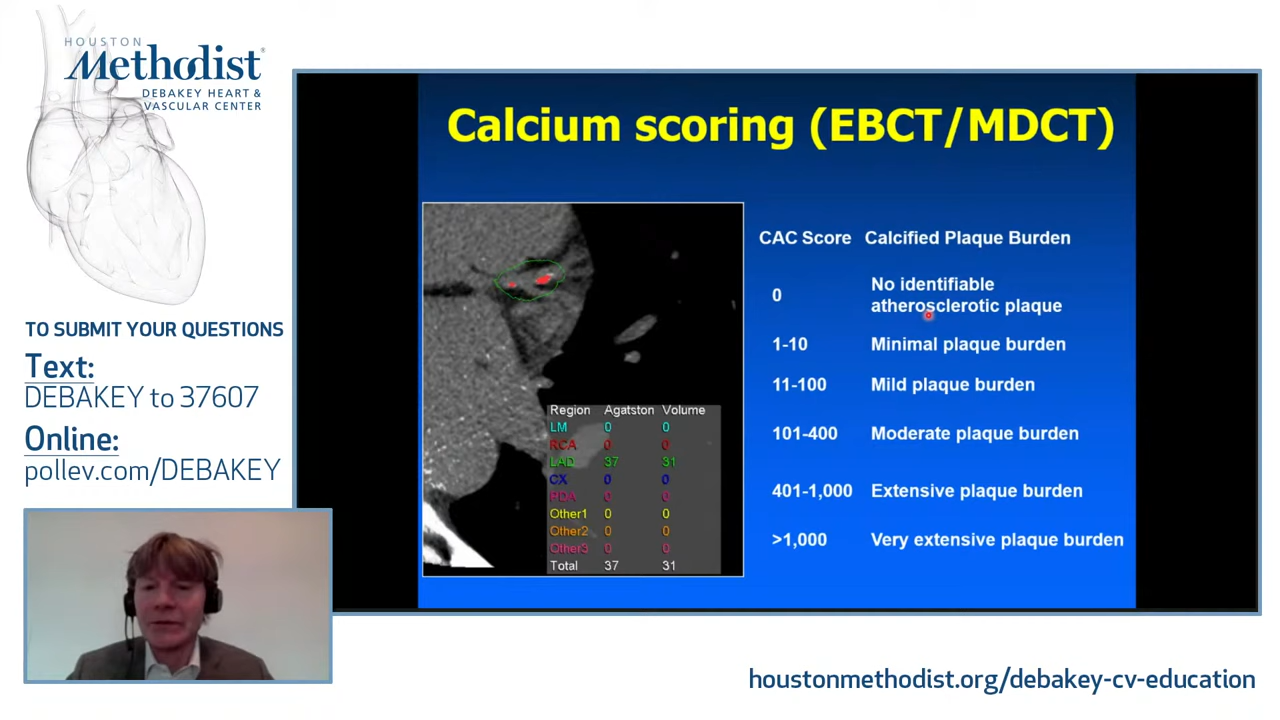 HOUSTON
Methodist®
DEBAKEY HEART &
VASCULAR CENTER
TO SUBMIT YOUR QUESTIONS
Text:
DEBAKEY to 37607
Online:
pollev.com/DEBAKEY
Calcium scoring (EBCT/MDCT)
Region Agatston Volume
LM 0 0
RCA 0 0
LAD 37 31
CX 0 0
PDA 0 0
Other1 0 0
Other2 0 0
Other3 0 0
Total 37 31
CAC Score Calcified Plaque Burden
0 No identifiable
atherosclerotic plaque
1-10 Minimal plaque burden
11-100 Mild plaque burden
101-400 Moderate plaque burden
401-1,000 Extensive plaque burden
>1,000 Very extensive plaque burden
houstonmethodist.org/debakey-cv-education